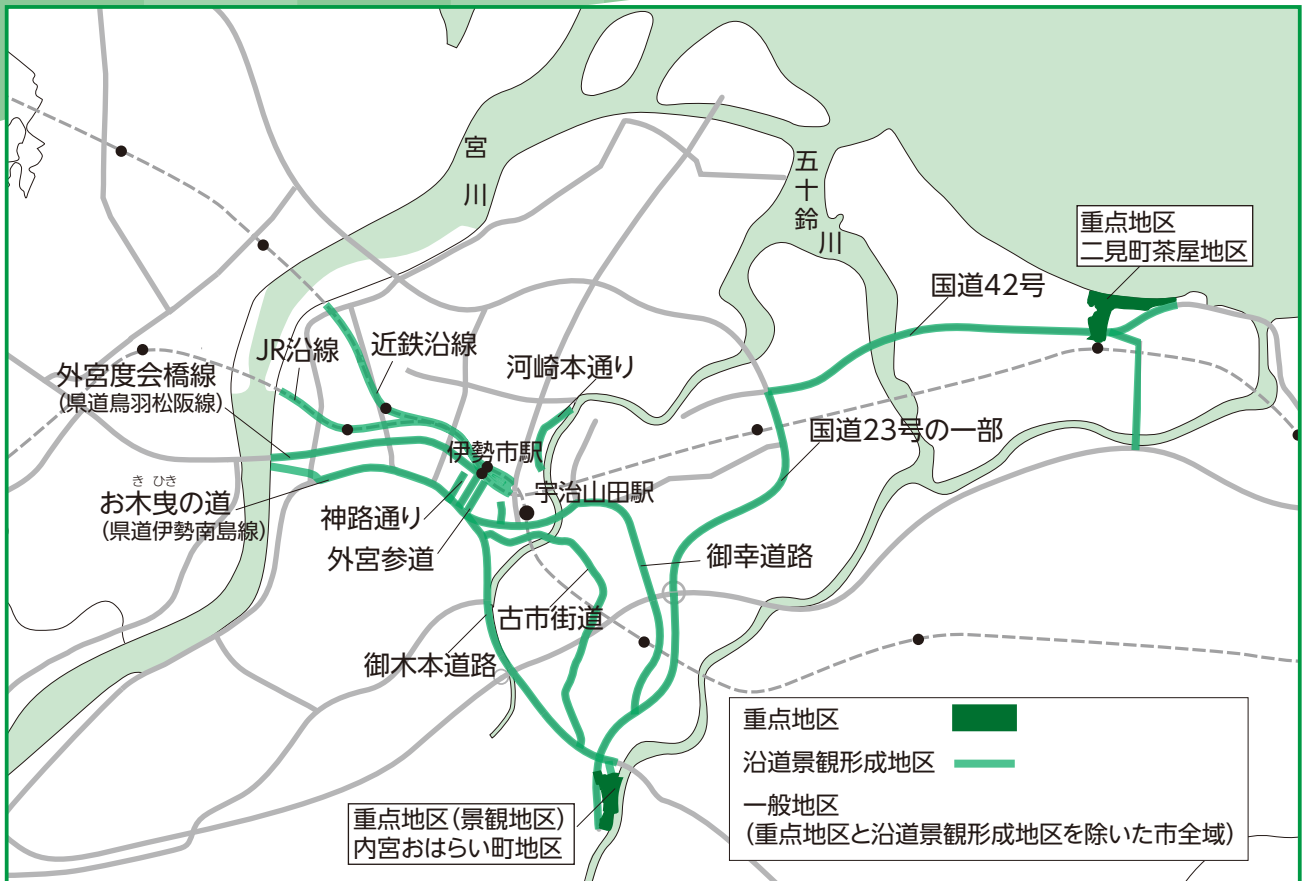 宮川
五十鈴川
重点地区
二見町茶屋地区
国道42号
近鉄沿線
JR沿線
河崎本通り
外宮度会橋線
(県道鳥羽松阪線)
国道23号の一部
伊勢市駅
き ひき
お木曳の道
(県道伊勢南島線)
宇治山田駅
神路通り
外宮参道
御幸道路
古市街道
御木本道路
重点地区
沿道景観形成地区
一般地区
(重点地区と沿道景観形成地区を除いた市全域)
重点地区(景観地区)
内宮おはらい町地区